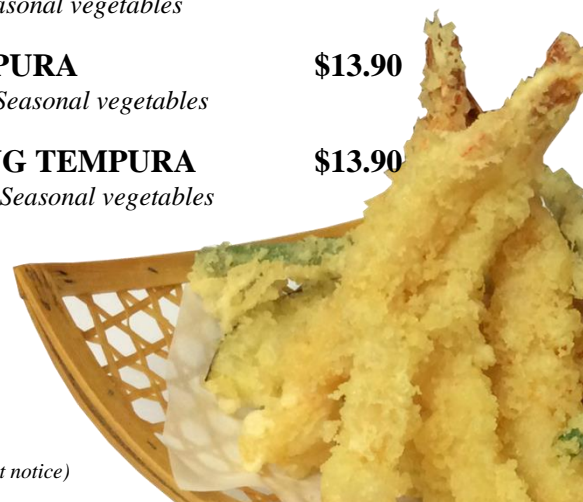 asonal vegetables
PURA $13.90
Seasonal vegetables
G TEMPURA $13.90
Seasonal vegetables
t notice)